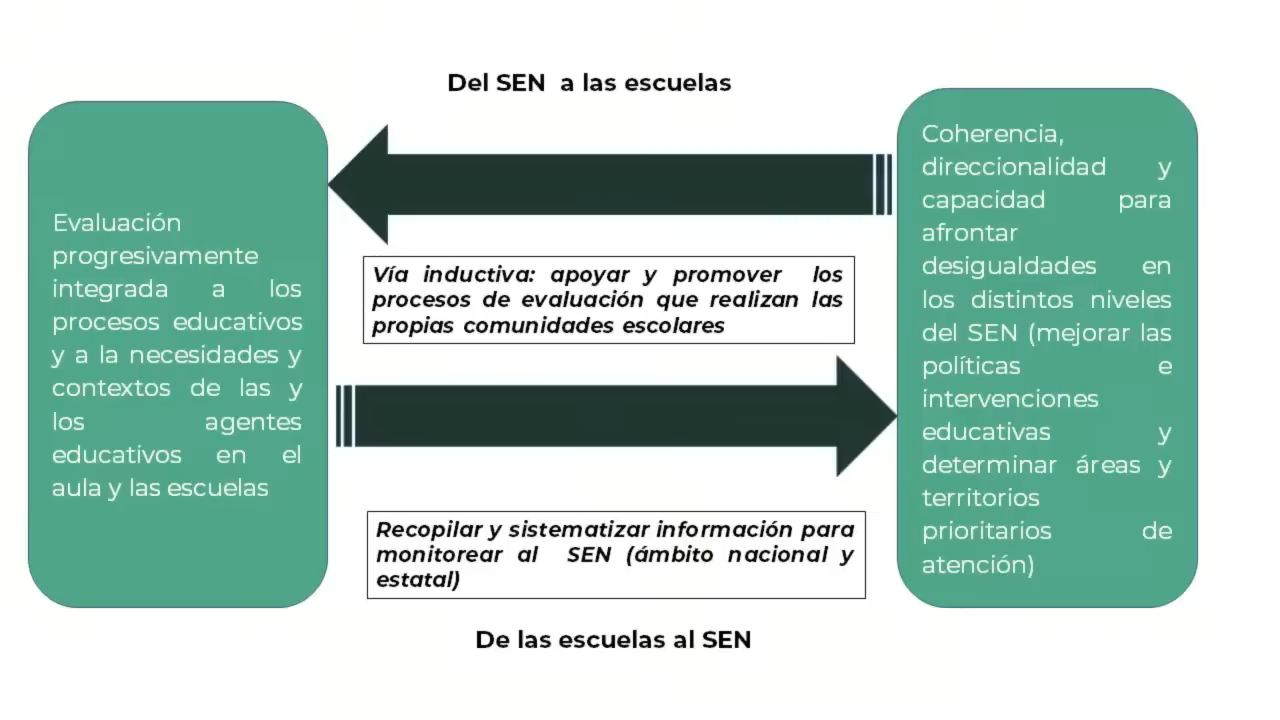 Del SEN a las escuelas
Evaluación
progresivamente
integrada a los
procesos educativos
y a la necesidades y
contextos de las y
los agentes
educativos en el
aula y las escuelas
Vía inductiva: apoyar y promover los
procesos de evaluación que realizan las
propias comunidades escolares
Recopilar y sistematizar información para
monitorear al SEN (ámbito nacional y
estatal)
De las escuelas al SEN
Coherencia,
direccionalidad y
capacidad para
afrontar
desigualdades en
los distintos niveles
del SEN (mejorar las
políticas e
intervenciones
educativas y
determinar áreas y
territorios
prioritarios de
atención)